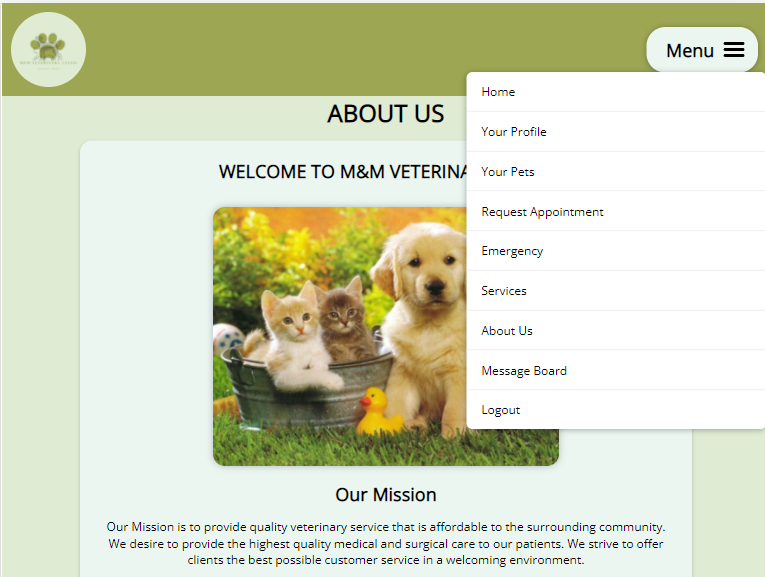 Menu
Home
Your Profile
Your Pets
Request Appointment
Emergency
Services
About Us
Message Board
Logout
ABOUT US
WELCOME TO M&M VETERINA
Our Mission
Our Mission is to provide quality veterinary service that is affordable to the surrounding community.
We desire to provide the highest quality medical and surgical care to our patients. We strive to offer
clients the best possible customer service in a welcoming environment.